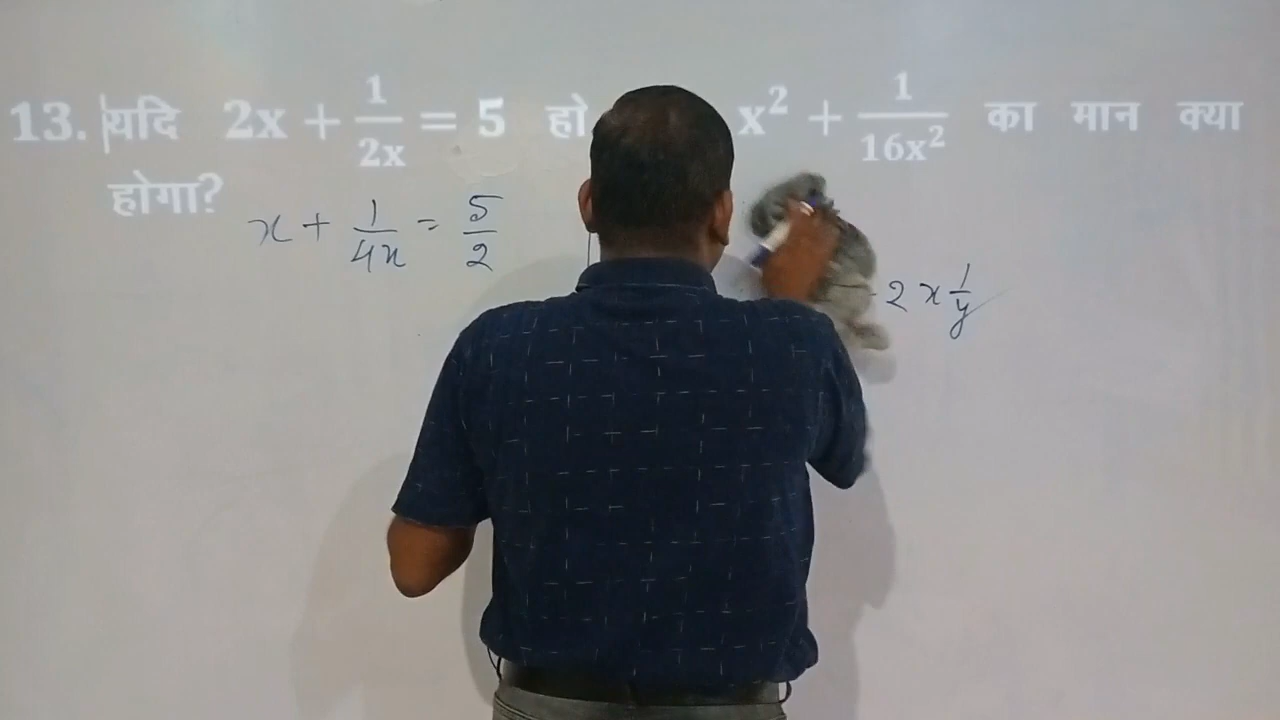 13. यदि 2x + 1/2x = 5 हो x² + 1/16x² का मान क्या
होगा?
x + 1/4x = 5/2
2 x 1/y